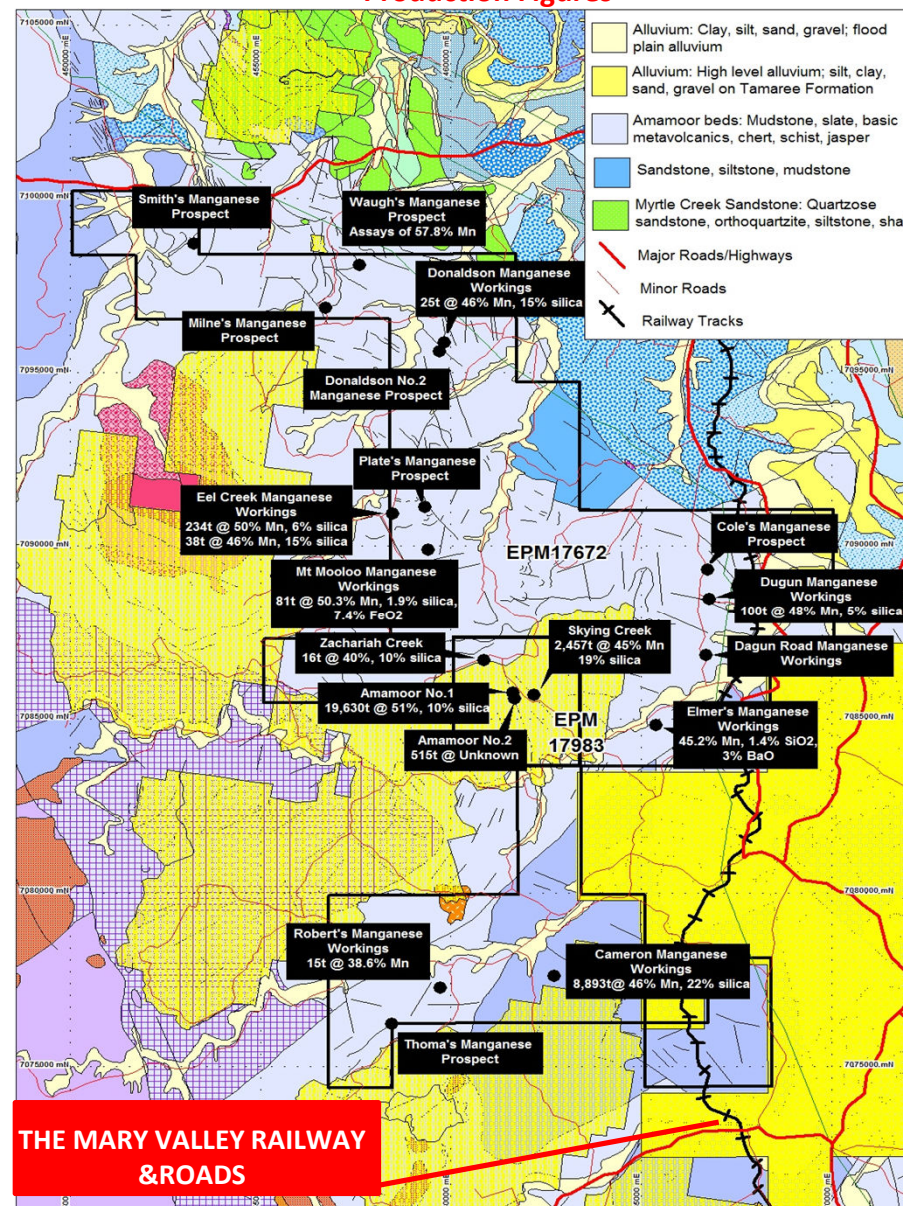 Production Figures
7105000 mN
450000 mE
455000
460000
Alluvium: Clay, silt, sand, gravel; flood
plain alluvium
Alluvium: High level alluvium; silt, clay,
sand, gravel on Tamaree Formation
Amamoor beds: Mudstone, slate, basic
metavolcanics, chert, schist, jasper
Sandstone, siltstone, mudstone
Myrtle Creek Sandstone: Quartzose
sandstone, orthoquartzite, siltstone, sha
Major Roads/Highways
Minor Roads
Railway Tracks
7100000 mN
Smith's Manganese
Prospect
Waugh's Manganese
Prospect
Assays of 57.8% Mn
Donaldson Manganese
Workings
25t @ 46% Mn, 15% silica
Milne's Manganese
Prospect
7095000 mN
7095000 mN
Donaldson No.2
Manganese Prospect
Plate's Manganese
Prospect
Eel Creek Manganese
Workings
234t @ 50% Mn, 6% silica
38t @ 46% Mn, 15% silica
7090000 mN
7090000 mN
EPM17672
Cole's Manganese
Prospect
Mt Mooloo Manganese
Workings
81t @ 50.3% Mn, 1.9% silica,
7.4% FeO2
Dugun Manganese
Workings
100t @ 48% Mn, 5% silica
Zachariah Creek
16t @ 40%, 10% silica
Skying Creek
2,457t @ 45% Mn
19% silica
Dagun Road Manganese
Workings
Amamoor No.1
19,630t @ 51%, 10% silica
7085000 mN
7085000 mN
EPM
17983
Amamoor No.2
515t @ Unknown
Elmer's Manganese
Workings
45.2% Mn, 1.4% SiO2,
3% BaO
7080000 mN
7080000 mN
Robert's Manganese
Workings
15t @ 38.6% Mn
Cameron Manganese
Workings
8,893t@ 46% Mn, 22% silica
Thoma's Manganese
Prospect
7075000 mN
7075000 mN
THE MARY VALLEY RAILWAY
&ROADS